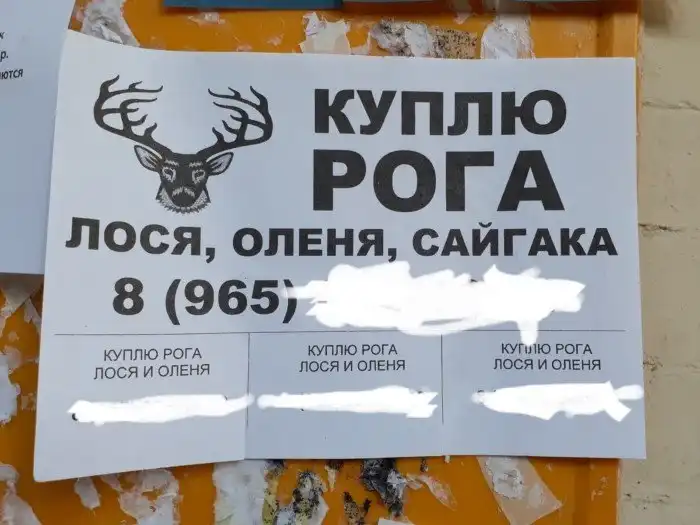 к
р.
ются
КУПЛЮ
РОГА
ЛОСЯ, ОЛЕНЯ, САЙГАКА
8 (965)
КУПЛЮ РОГА
ЛОСЯ И ОЛЕНЯ
КУПЛЮ РОГА
ЛОСЯ И ОЛЕНЯ
КУПЛЮ РОГА
ЛОСЯ И ОЛЕНЯ